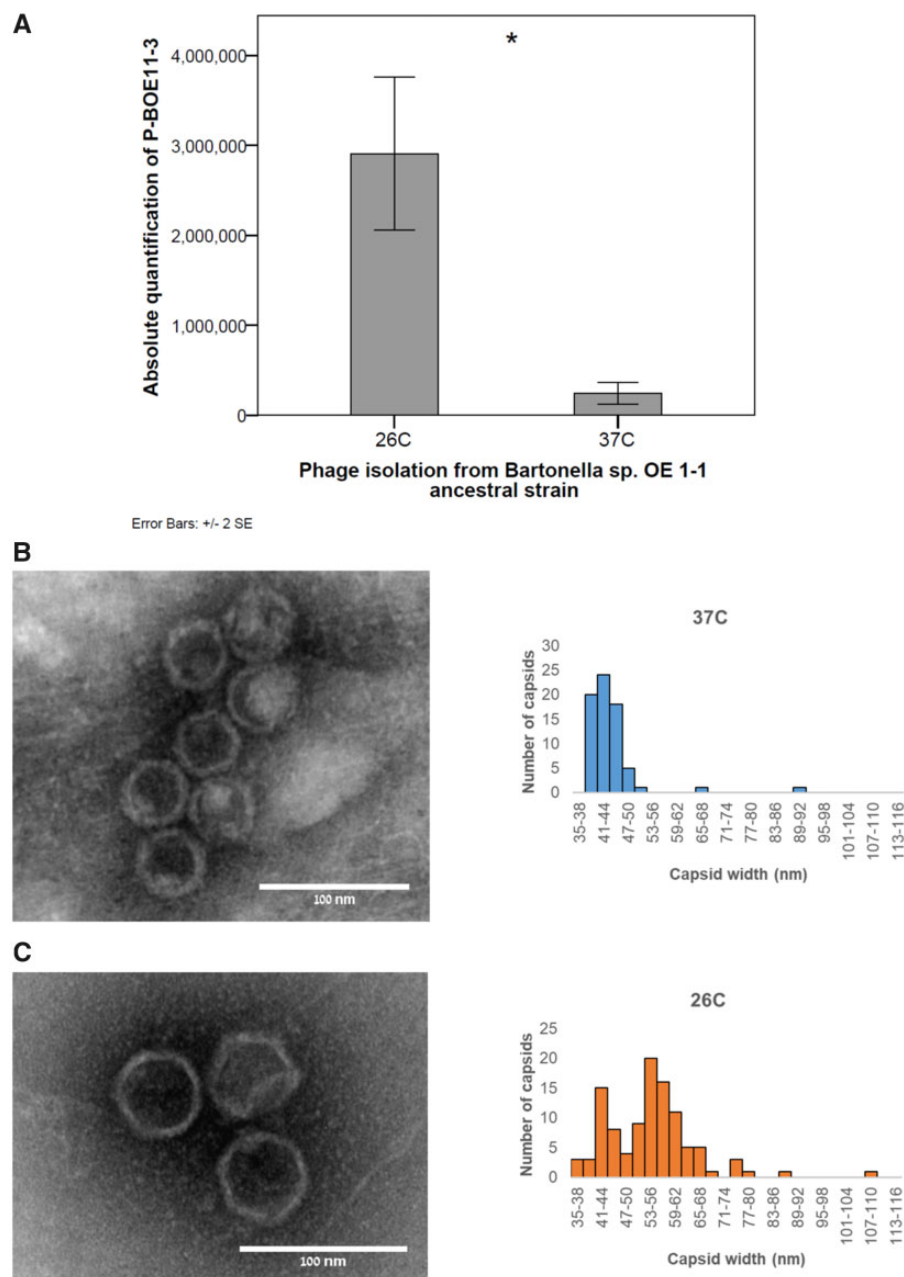 A
Absolute quantification of P-BOE11-3
4,000,000
3,000,000
2,000,000
1,000,000
0
*
26C
37C
Phage isolation from Bartonella sp. OE 1-1
ancestral strain
Error Bars: +/- 2 SE
B
100 nm
37C
Number of capsids
30
25
20
15
10
5
0
35-38
41-44
47-50
53-56
59-62
65-68
71-74
77-80
83-86
89-92
95-98
101-104
107-110
113-116
Capsid width (nm)
C
100 nm
26C
Number of capsids
25
20
15
10
5
0
35-38
41-44
47-50
53-56
59-62
65-68
71-74
77-80
83-86
89-92
95-98
101-104
107-110
113-116
Capsid width (nm)